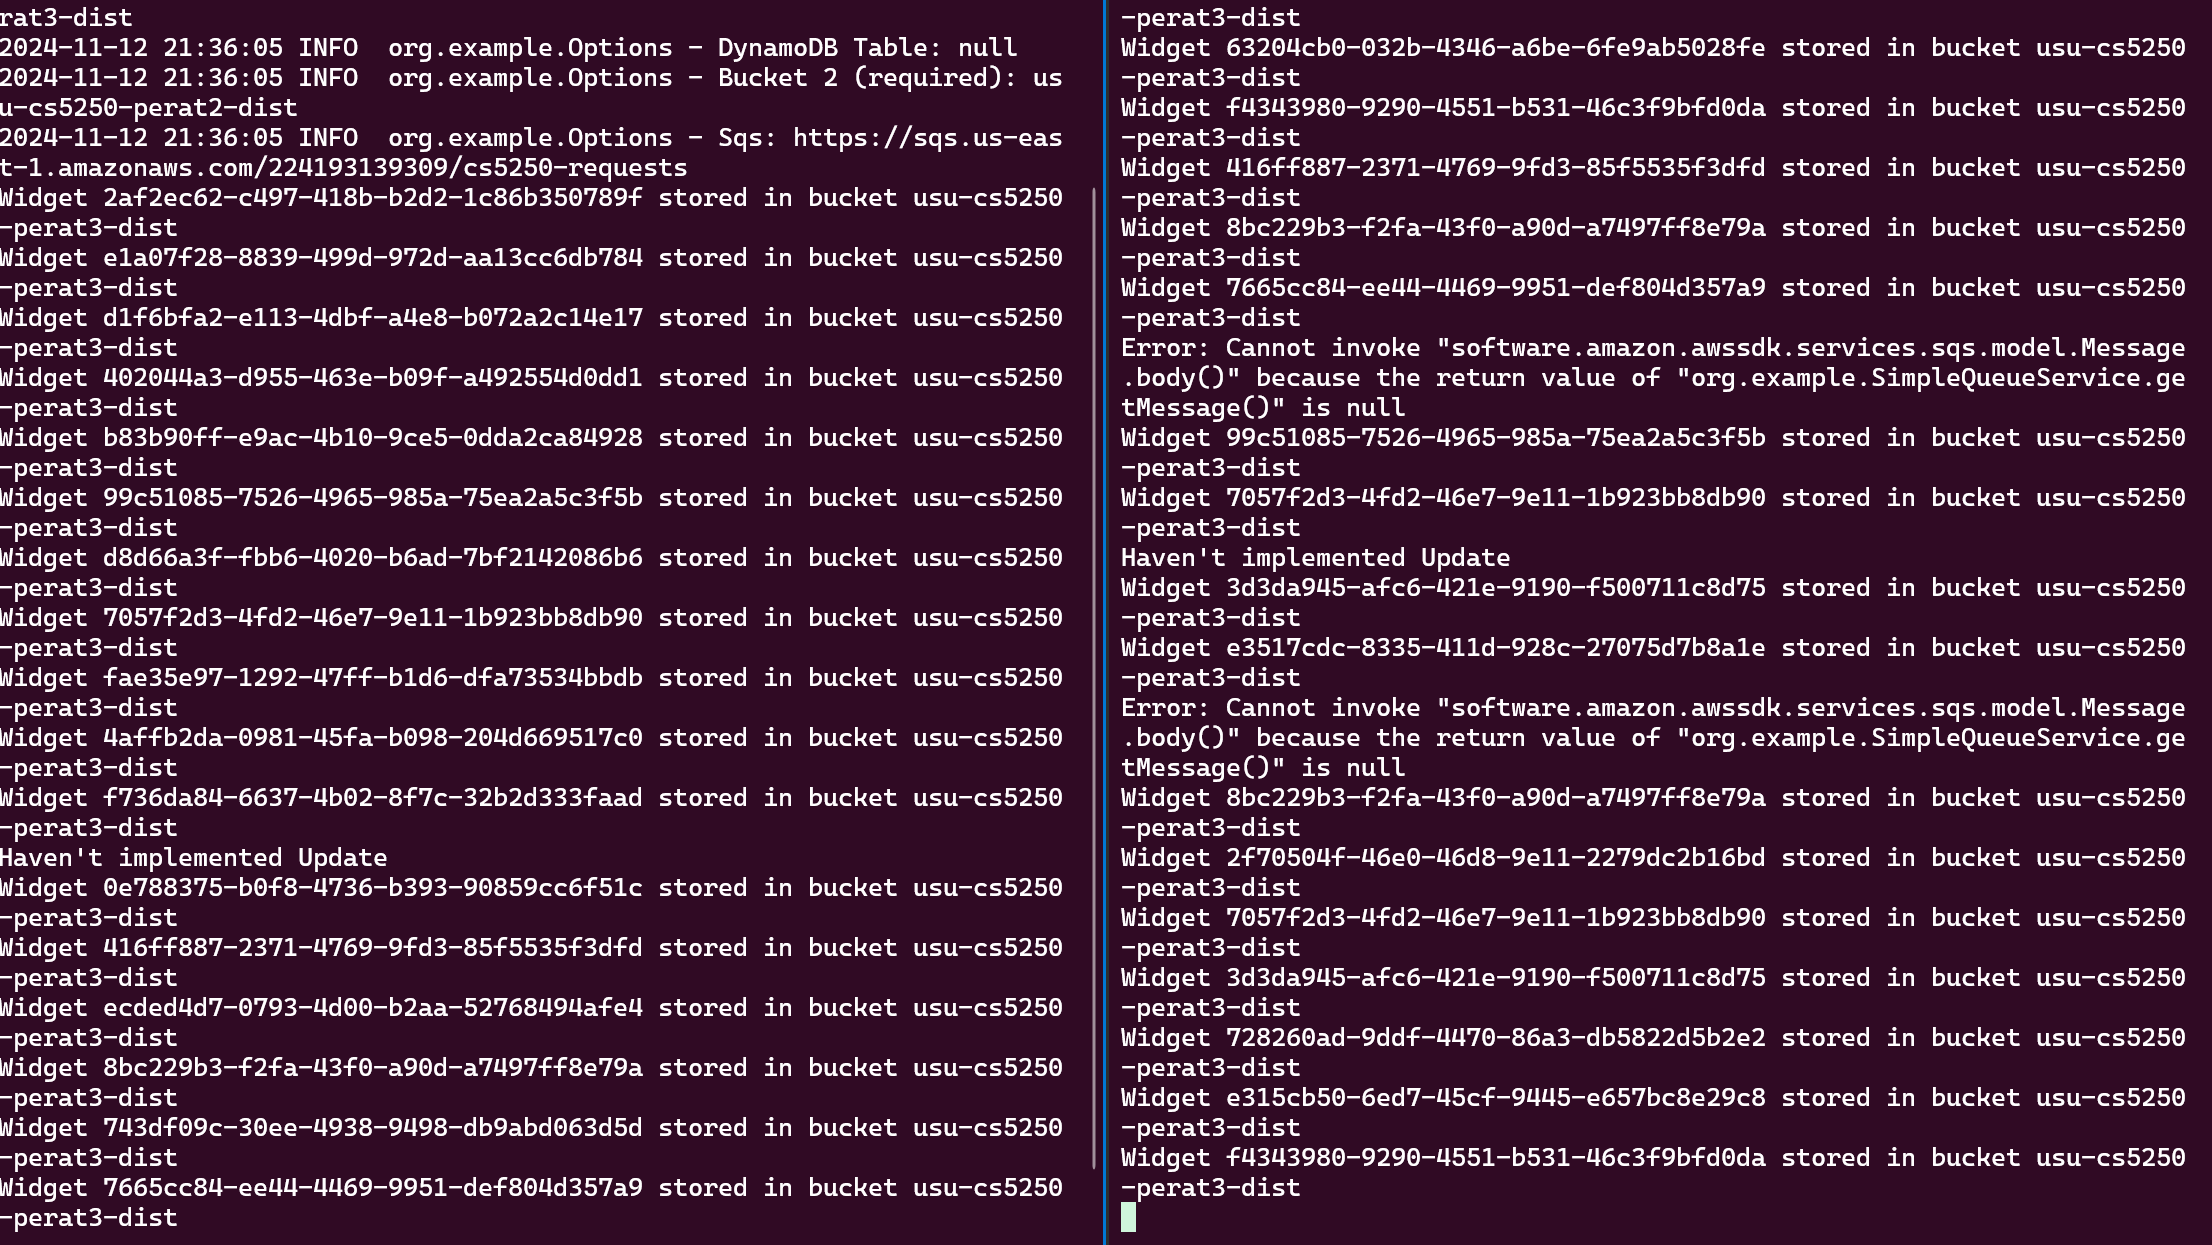 rat3-dist
2024-11-12 21:36:05 INFO  org.example.Options - DynamoDB Table: null
2024-11-12 21:36:05 INFO  org.example.Options - Bucket 2 (required): us
u-cs5250-perat2-dist
2024-11-12 21:36:05 INFO  org.example.Options - Sqs: https://sqs.us-eas
t-1.amazonaws.com/224193139309/cs5250-requests
Widget 2af2ec62-c497-418b-b2d2-1c86b350789f stored in bucket usu-cs5250
-perat3-dist
Widget e1a07f28-8839-499d-972d-aa13cc6db784 stored in bucket usu-cs5250
-perat3-dist
Widget d1f6bfa2-e113-4dbf-a4e8-b072a2c14e17 stored in bucket usu-cs5250
-perat3-dist
Widget 402044a3-d955-463e-b09f-a492554d0dd1 stored in bucket usu-cs5250
-perat3-dist
Widget b83b90ff-e9ac-4b10-9ce5-0dda2ca84928 stored in bucket usu-cs5250
-perat3-dist
Widget 99c51085-7526-4965-985a-75ea2a5c3f5b stored in bucket usu-cs5250
-perat3-dist
Widget d8d66a3f-fbb6-4020-b6ad-7bf2142086b6 stored in bucket usu-cs5250
-perat3-dist
Widget 7057f2d3-4fd2-46e7-9e11-1b923bb8db90 stored in bucket usu-cs5250
-perat3-dist
Widget fae35e97-1292-47ff-b1d6-dfa73534bbdb stored in bucket usu-cs5250
-perat3-dist
Widget 4affb2da-0981-45fa-b098-204d669517c0 stored in bucket usu-cs5250
-perat3-dist
Widget f736da84-6637-4b02-8f7c-32b2d333faad stored in bucket usu-cs5250
-perat3-dist
Haven't implemented Update
Widget 0e788375-b0f8-4736-b393-90859cc6f51c stored in bucket usu-cs5250
-perat3-dist
Widget 416ff887-2371-4769-9fd3-85f5535f3dfd stored in bucket usu-cs5250
-perat3-dist
Widget ecded4d7-0793-4d00-b2aa-52768494afe4 stored in bucket usu-cs5250
-perat3-dist
Widget 8bc229b3-f2fa-43f0-a90d-a7497ff8e79a stored in bucket usu-cs5250
-perat3-dist
Widget 743df09c-30ee-4938-9498-db9abd063d5d stored in bucket usu-cs5250
-perat3-dist
Widget 7665cc84-ee44-4469-9951-def804d357a9 stored in bucket usu-cs5250
-perat3-dist
-perat3-dist
Widget 63204cb0-032b-4346-a6be-6fe9ab5028fe stored in bucket usu-cs5250
-perat3-dist
Widget f4343980-9290-4551-b531-46c3f9bfd0da stored in bucket usu-cs5250
-perat3-dist
Widget 416ff887-2371-4769-9fd3-85f5535f3dfd stored in bucket usu-cs5250
-perat3-dist
Widget 8bc229b3-f2fa-43f0-a90d-a7497ff8e79a stored in bucket usu-cs5250
-perat3-dist
Widget 7665cc84-ee44-4469-9951-def804d357a9 stored in bucket usu-cs5250
-perat3-dist
Error: Cannot invoke "software.amazon.awssdk.services.sqs.model.Message
.body()" because the return value of "org.example.SimpleQueueService.ge
tMessage()" is null
Widget 99c51085-7526-4965-985a-75ea2a5c3f5b stored in bucket usu-cs5250
-perat3-dist
Widget 7057f2d3-4fd2-46e7-9e11-1b923bb8db90 stored in bucket usu-cs5250
-perat3-dist
Haven't implemented Update
Widget 3d3da945-afc6-421e-9190-f500711c8d75 stored in bucket usu-cs5250
-perat3-dist
Widget e3517cdc-8335-411d-928c-27075d7b8a1e stored in bucket usu-cs5250
-perat3-dist
Error: Cannot invoke "software.amazon.awssdk.services.sqs.model.Message
.body()" because the return value of "org.example.SimpleQueueService.ge
tMessage()" is null
Widget 8bc229b3-f2fa-43f0-a90d-a7497ff8e79a stored in bucket usu-cs5250
-perat3-dist
Widget 2f70504f-46e0-46d8-9e11-2279dc2b16bd stored in bucket usu-cs5250
-perat3-dist
Widget 7057f2d3-4fd2-46e7-9e11-1b923bb8db90 stored in bucket usu-cs5250
-perat3-dist
Widget 3d3da945-afc6-421e-9190-f500711c8d75 stored in bucket usu-cs5250
-perat3-dist
Widget 728260ad-9ddf-4470-86a3-db5822d5b2e2 stored in bucket usu-cs5250
-perat3-dist
Widget e315cb50-6ed7-45cf-9445-e657bc8e29c8 stored in bucket usu-cs5250
-perat3-dist
Widget f4343980-9290-4551-b531-46c3f9bfd0da stored in bucket usu-cs5250
-perat3-dist